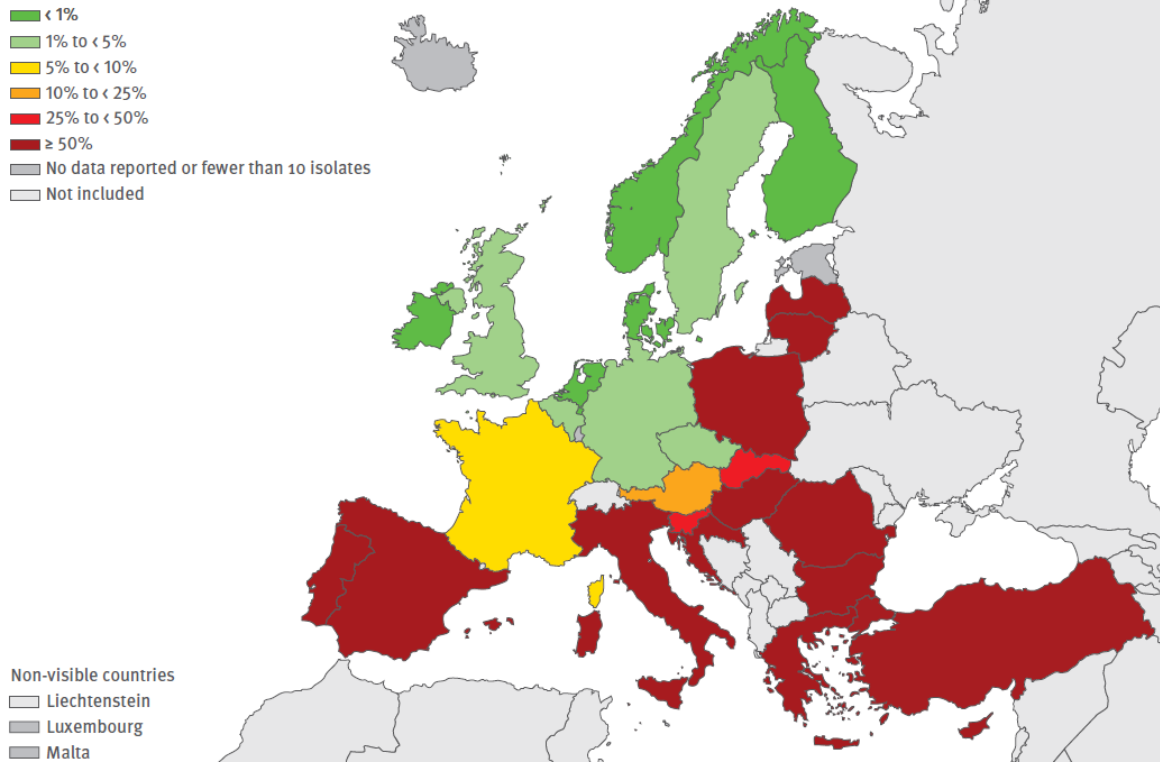 < 1%
1% to < 5%
5% to < 10%
10% to < 25%
25% to < 50%
≥ 50%
No data reported or fewer than 10 isolates
Not included
Non-visible countries
Liechtenstein
Luxembourg
Malta